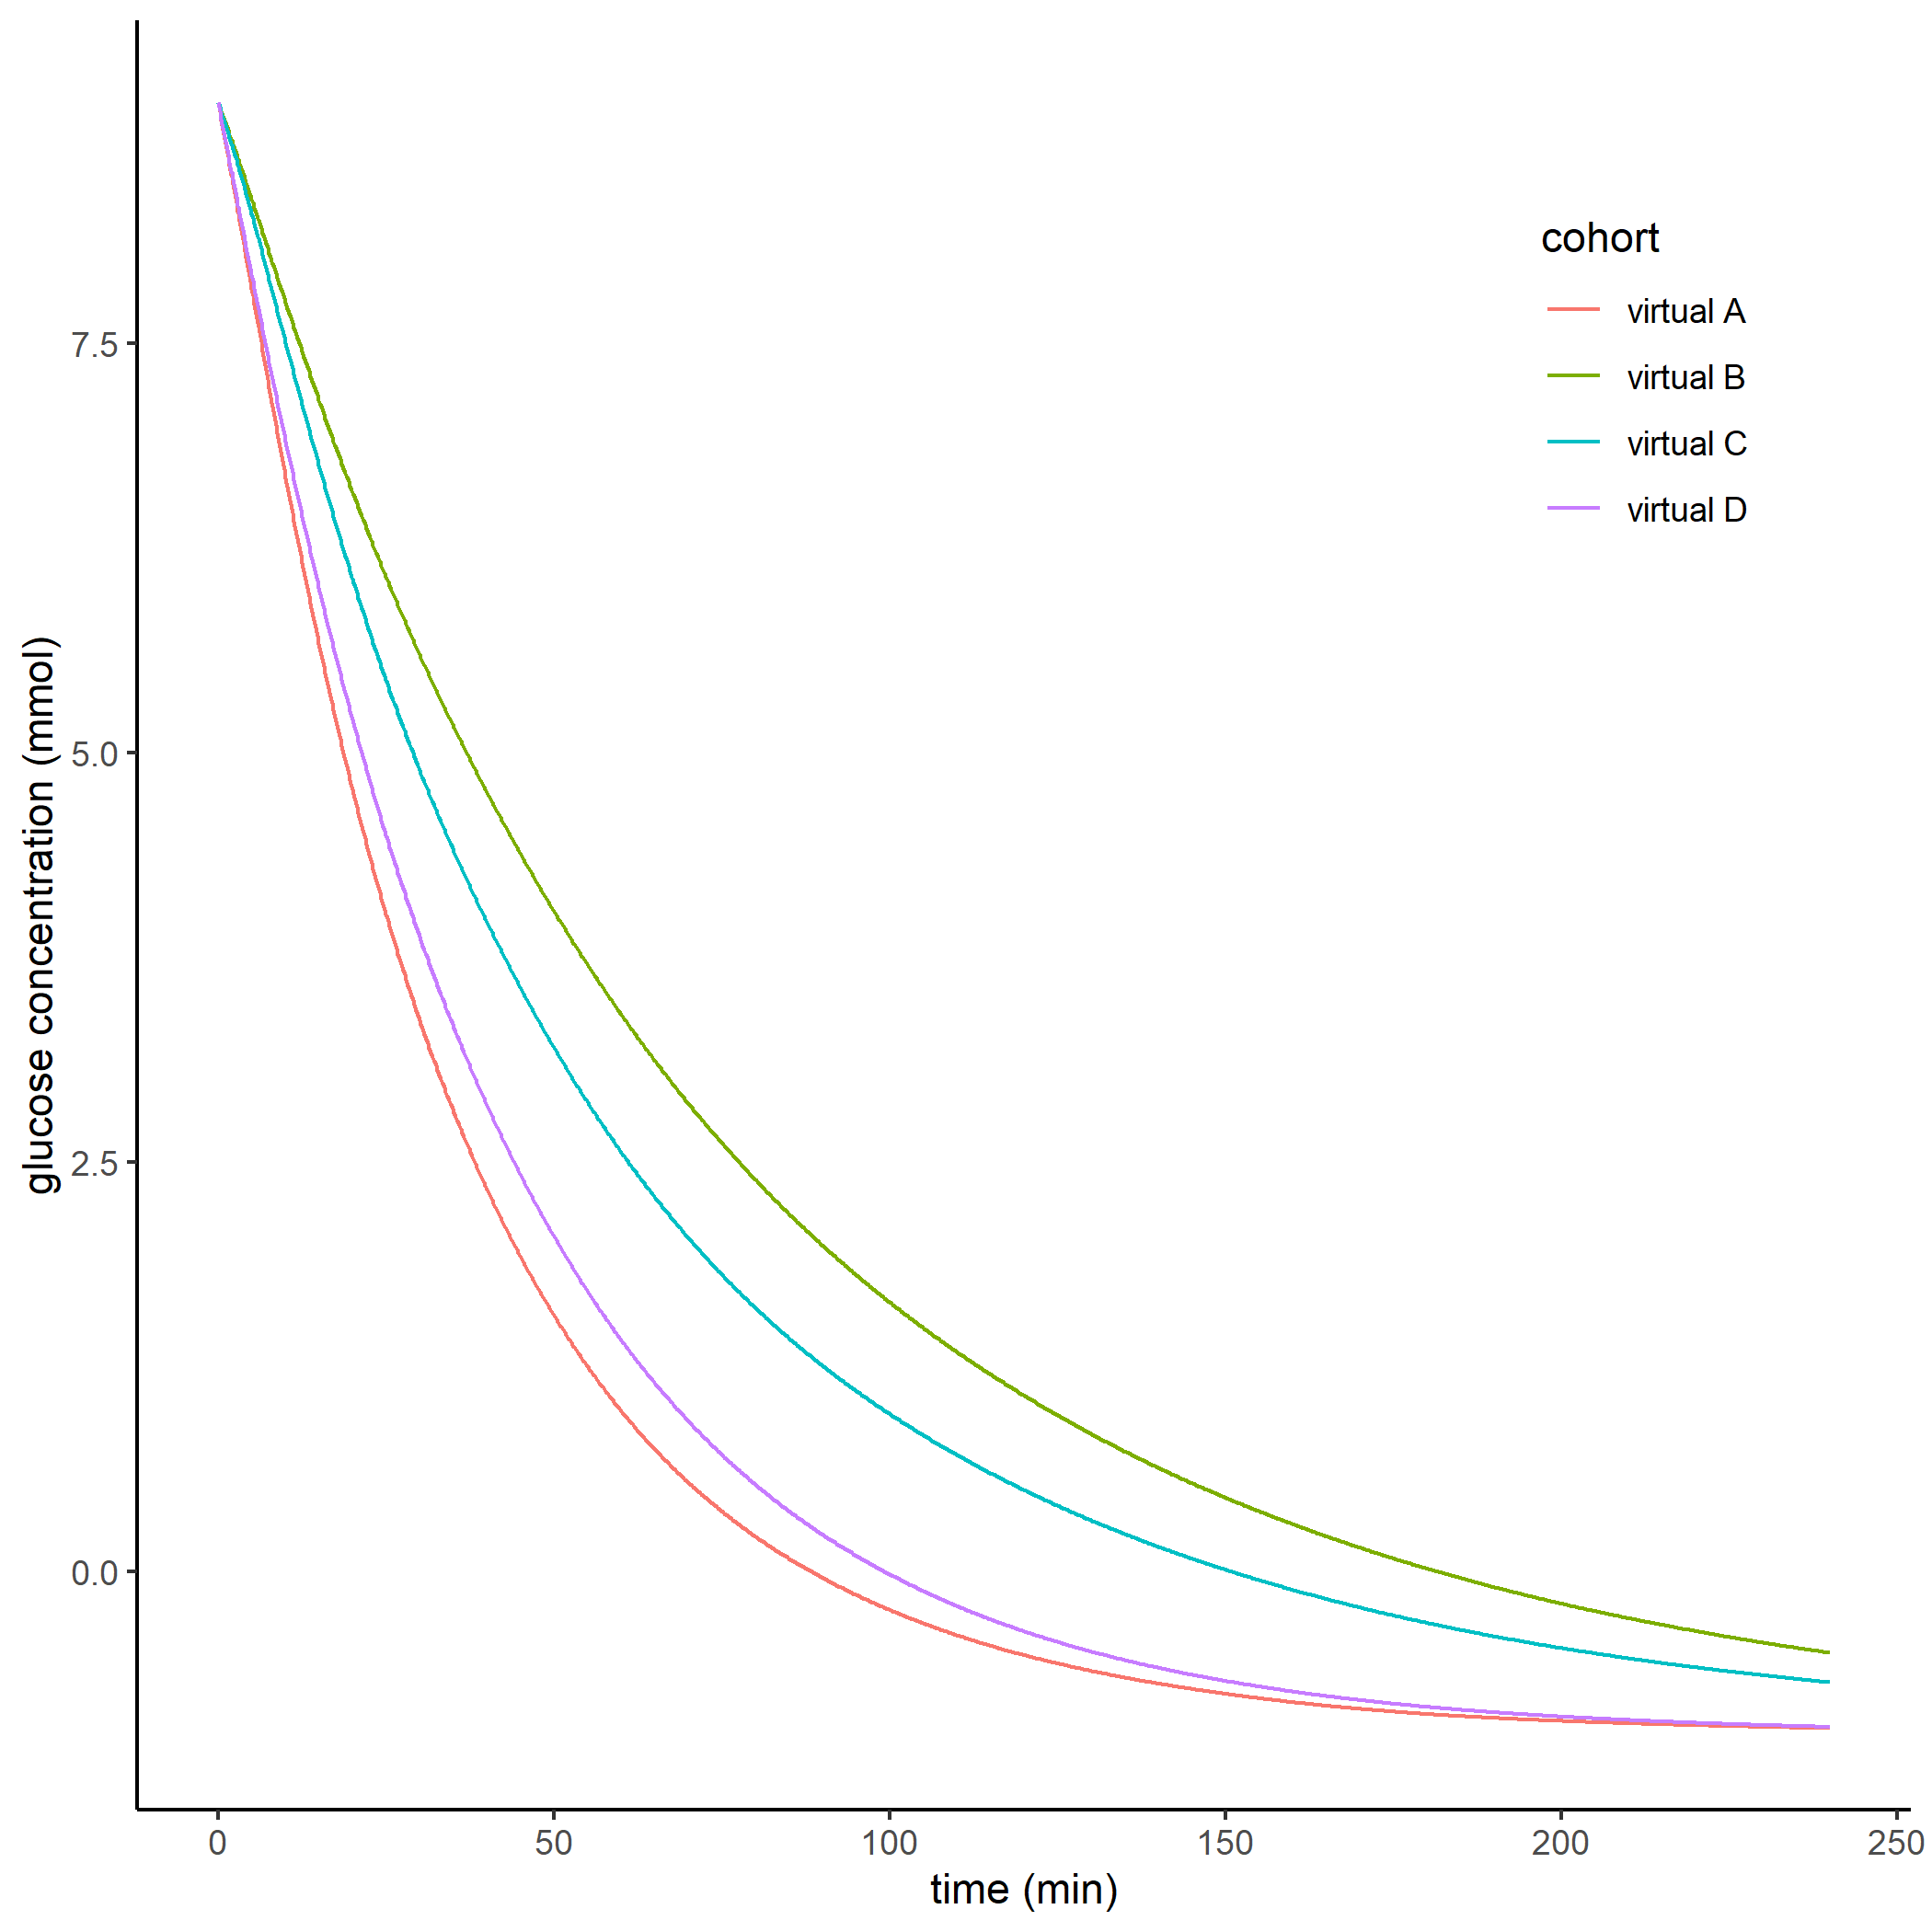 cohort
virtual A
virtual B
virtual C
virtual D
glucose concentration (mmol)
7.5
5.0
2.5
0.0
0 50 100 150 200 250
time (min)